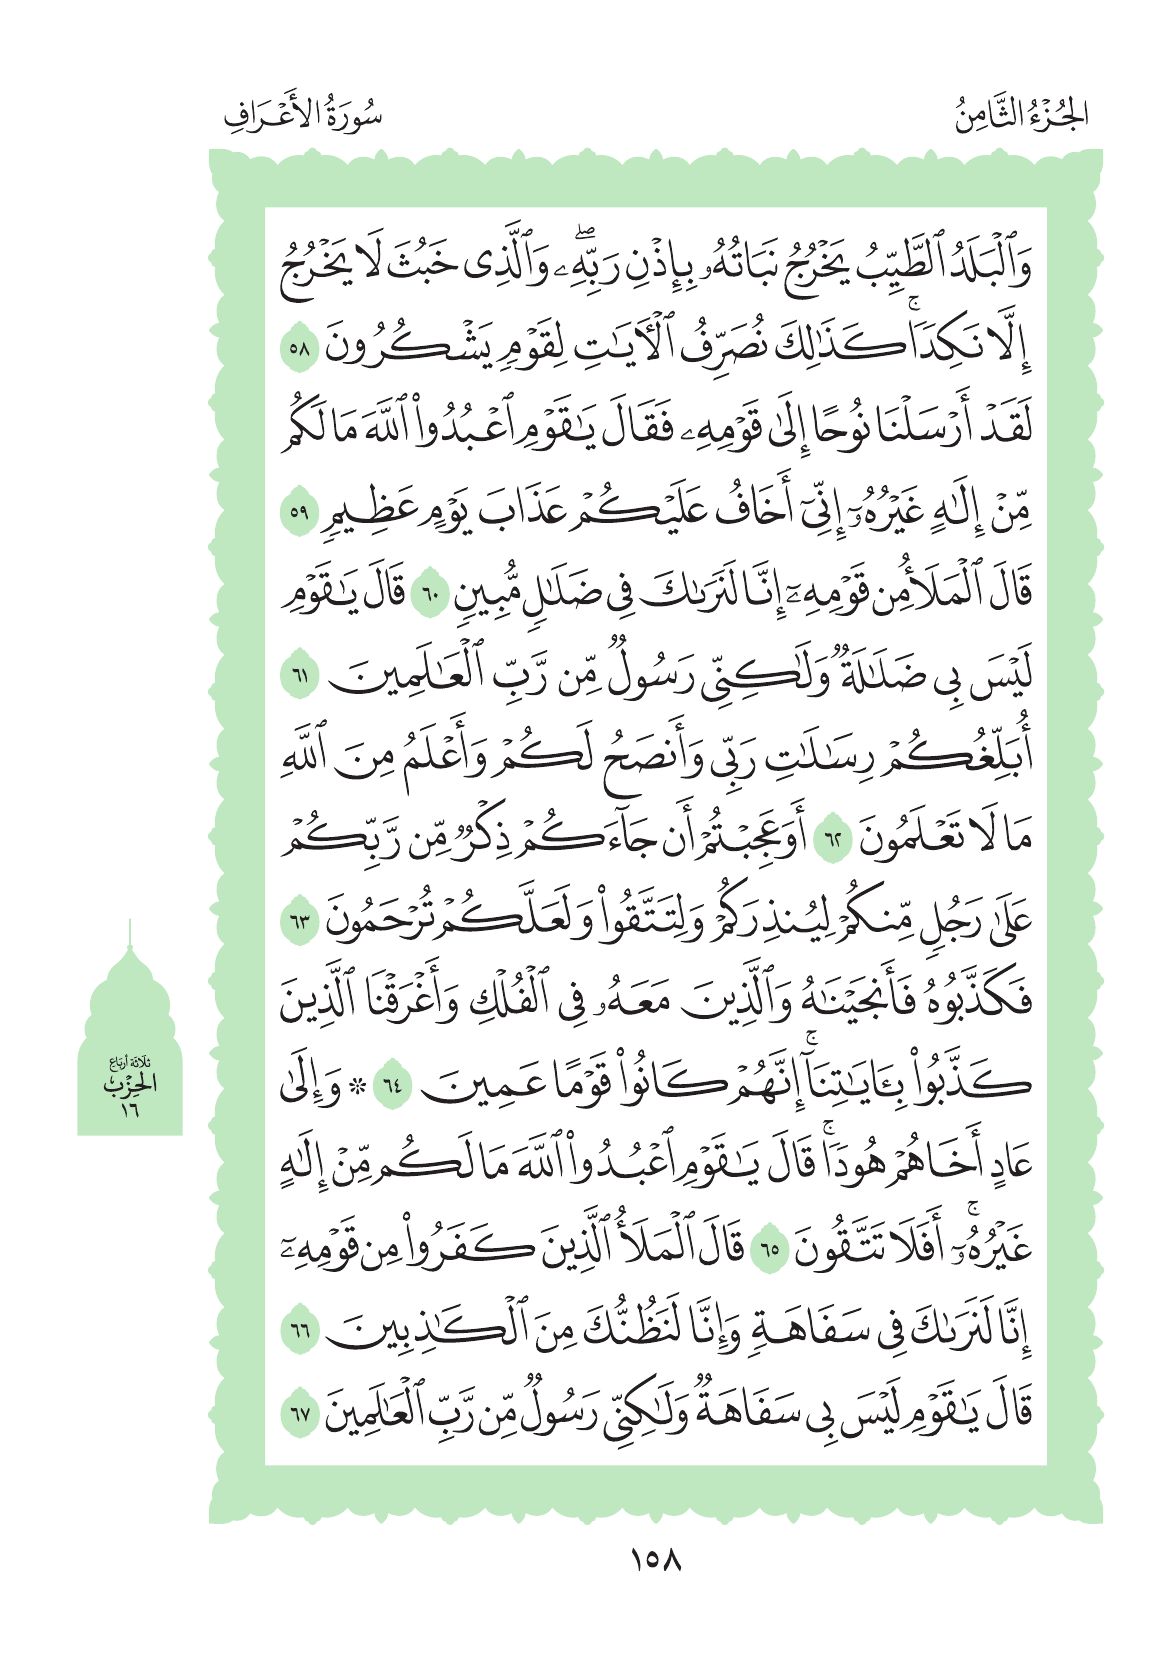 الجُزْءُ الثَّامِنُ
سُورَةُ الأَعْرَافِ
وَٱلۡبَلَدُ ٱلطَّيِّبُ يَخۡرُجُ نَبَاتُهُۥ بِإِذۡنِ رَبِّهِۦۖ وَٱلَّذِي خَبُثَ لَا يَخۡرُجُ
إِلَّا نَكِدٗاۚ كَذَٰلِكَ نُصَرِّفُ ٱلۡأٓيَٰتِ لِقَوۡمٖ يَشۡكُرُونَ ٥٨
لَقَدۡ أَرۡسَلۡنَا نُوحًا إِلَىٰ قَوۡمِهِۦ فَقَالَ يَٰقَوۡمِ ٱعۡبُدُواْ ٱللَّهَ مَا لَكُم
مِّنۡ إِلَٰهٍ غَيۡرُهُۥٓ إِنِّيٓ أَخَافُ عَلَيۡكُمۡ عَذَابَ يَوۡمٍ عَظِيمٖ ٥٩
قَالَ ٱلۡمَلَأُ مِن قَوۡمِهِۦٓ إِنَّا لَنَرَىٰكَ فِي ضَلَٰلٖ مُّبِينٖ ٦٠ قَالَ يَٰقَوۡمِ
لَيۡسَ بِي ضَلَٰلَةٞ وَلَٰكِنِّي رَسُولٞ مِّن رَّبِّ ٱلۡعَٰلَمِينَ ٦١
أُبَلِّغُكُمۡ رِسَٰلَٰتِ رَبِّي وَأَنصَحُ لَكُمۡ وَأَعۡلَمُ مِنَ ٱللَّهِ
مَا لَا تَعۡلَمُونَ ٦٢ أَوَعَجِبۡتُمۡ أَن جَآءَكُمۡ ذِكۡرٞ مِّن رَّبِّكُمۡ
عَلَىٰ رَجُلٖ مِّنكُمۡ لِيُنذِرَكُمۡ وَلِتَتَّقُواْ وَلَعَلَّكُمۡ تُرۡحَمُونَ ٦٣
فَكَذَّبُوهُ فَأَنجَيۡنَٰهُ وَٱلَّذِينَ مَعَهُۥ فِي ٱلۡفُلۡكِ وَأَغۡرَقۡنَا ٱلَّذِينَ
كَذَّبُواْ بِـَٔايَٰتِنَآۚ إِنَّهُمۡ كَانُواْ قَوۡمًا عَمِينَ ٦٤ ۞ وَإِلَىٰ
عَادٍ أَخَاهُمۡ هُودٗاۚ قَالَ يَٰقَوۡمِ ٱعۡبُدُواْ ٱللَّهَ مَا لَكُم مِّنۡ إِلَٰهٍ
غَيۡرُهُۥٓۚ أَفَلَا تَتَّقُونَ ٦٥ قَالَ ٱلۡمَلَأُ ٱلَّذِينَ كَفَرُواْ مِن قَوۡمِهِۦٓ
إِنَّا لَنَرَىٰكَ فِي سَفَاهَةٖ وَإِنَّا لَنَظُنُّكَ مِنَ ٱلۡكَٰذِبِينَ ٦٦
قَالَ يَٰقَوۡمِ لَيۡسَ بِي سَفَاهَةٞ وَلَٰكِنِّي رَسُولٞ مِّن رَّبِّ ٱلۡعَٰلَمِينَ ٦٧
ثلاثة أرباع
الحِزْب
١٦
١٥٨